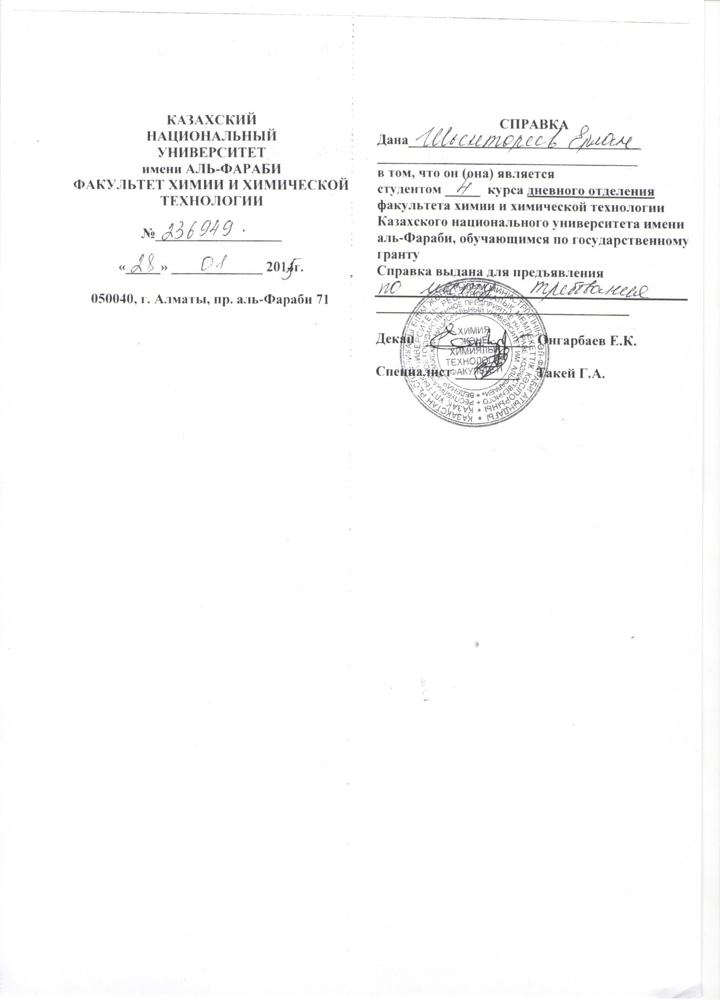 КАЗАХСКИЙ
НАЦИОНАЛЬНЫЙ
УНИВЕРСИТЕТ
имени АЛЬ-ФАРАБИ
ФАКУЛЬТЕТ ХИМИИ И ХИМИЧЕСКОЙ
ТЕХНОЛОГИИ
№ 236949
«28» 01 2015г.
050040, г. Алматы, пр. аль-Фараби 71
СПРАВКА
Дана Шынтореев Ерлан
в том, что он (она) является
студентом 4 курса дневного отделения
факультета химии и химической технологии
Казахского национального университета имени
аль-Фараби, обучающимся по государственному
гранту
Справка выдана для предъявления
по месту требования
Декан Онгарбаев Е.К.
Специалист Такей Г.А.
ХИМИЯ
ЖӘНЕ
ХИМИЯЛЫҚ
ТЕХНОЛОГИЯ
ФАКУЛЬТЕТІ